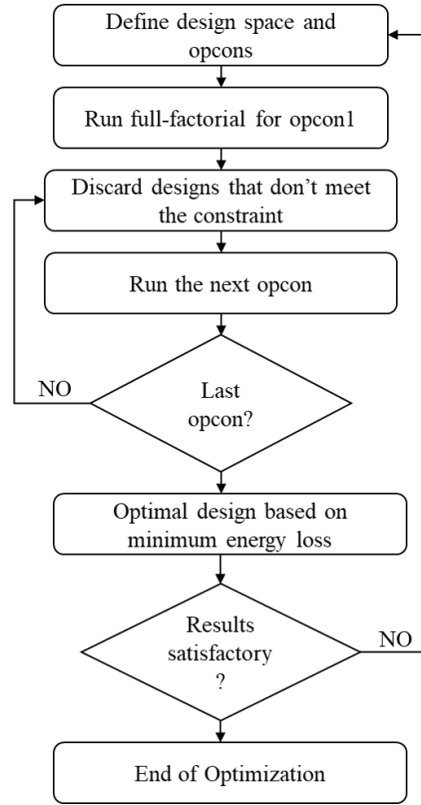 Define design space and
opcons
Run full-factorial for opcon1
Discard designs that don't meet
the constraint
Run the next opcon
Last
opcon?
NO
Optimal design based on
minimum energy loss
Results
satisfactory
?
NO
End of Optimization